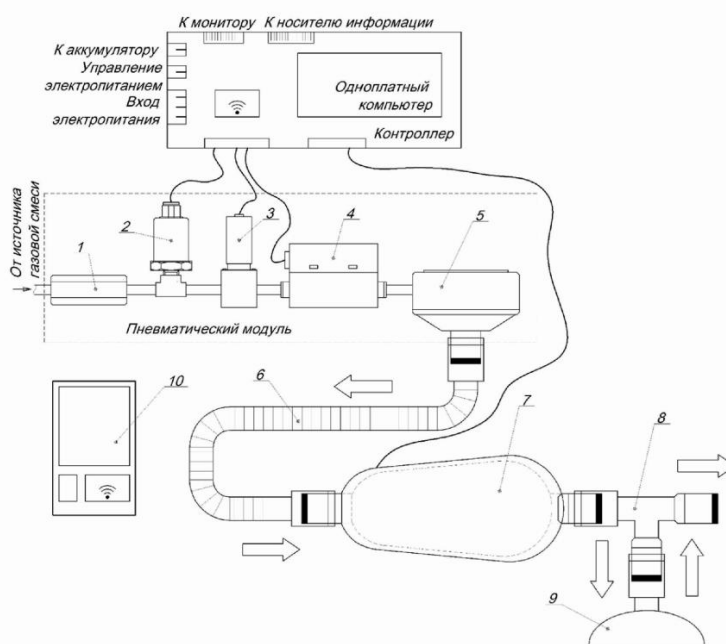 К монитору
К носителю информации
К аккумулятору
Управление
электропитанием
Вход
электропитания
Одноплатный
компьютер
Контроллер
От источника
газовой смеси
1
2
3
4
5
Пневматический модуль
6
7
8
9
10